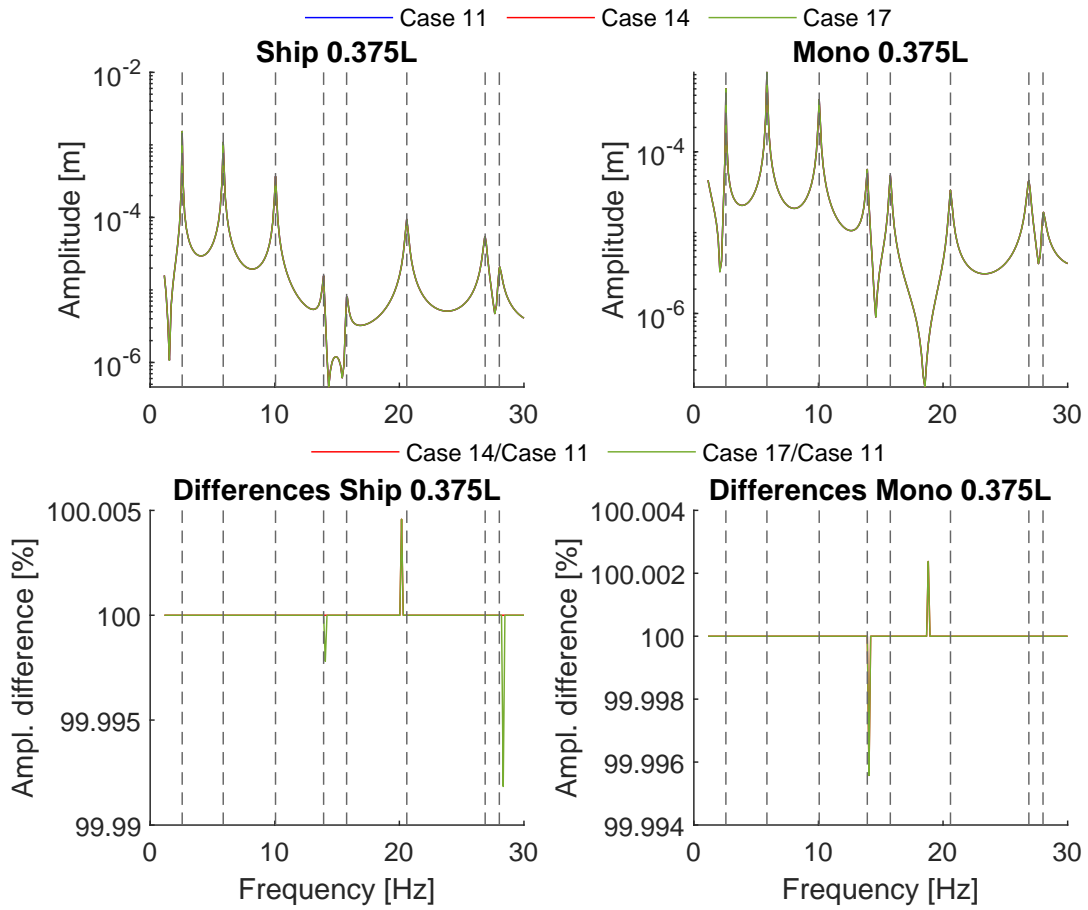 Case 11 Case 14 Case 17
Ship 0.375L
Mono 0.375L
10-2
10-4
10-6
Amplitude [m]
0 10 20 30
10-4
10-6
Amplitude [m]
0 10 20 30
Case 14/Case 11 Case 17/Case 11
Differences Ship 0.375L
Differences Mono 0.375L
100.005
100
99.995
99.99
Ampl. difference [%]
0 10 20 30
Frequency [Hz]
100.004
100.002
100
99.998
99.996
99.994
Ampl. difference [%]
0 10 20 30
Frequency [Hz]